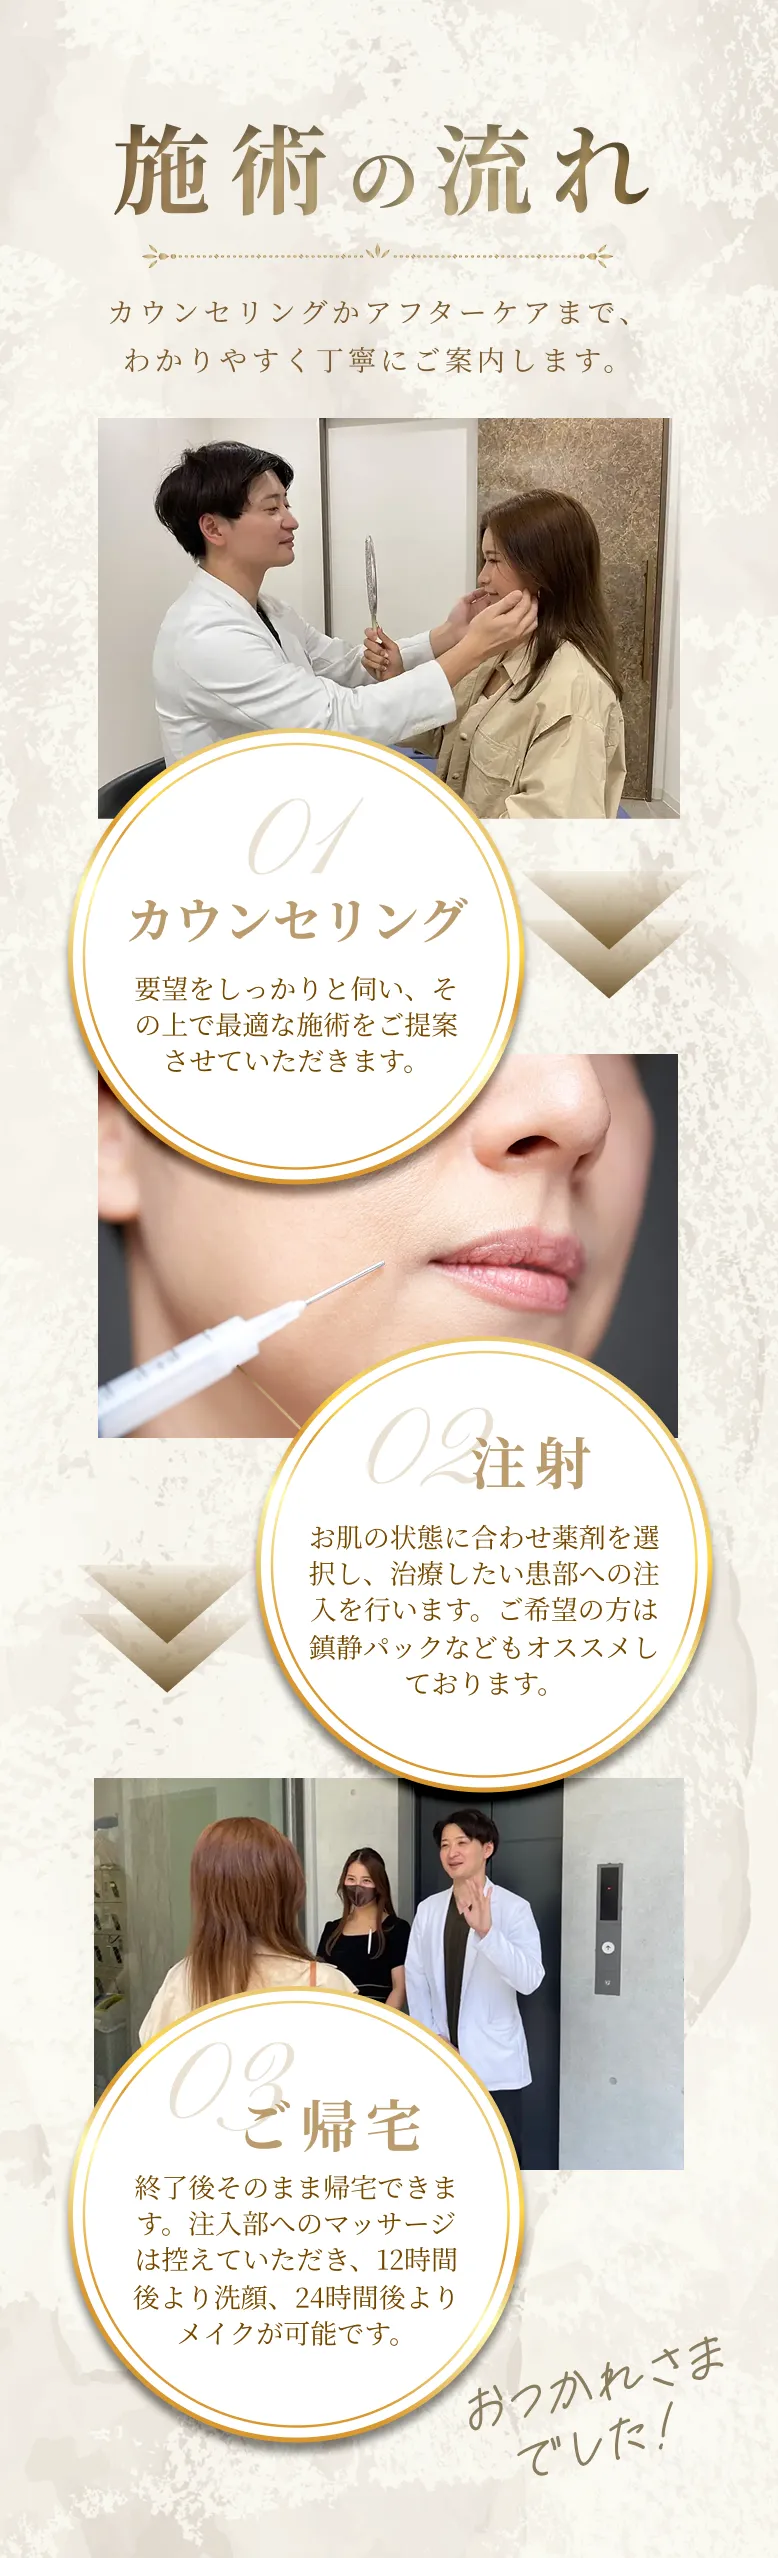 施術の流れ
カウンセリングかアフターケアまで、
わかりやすく丁寧にご案内します。
01
カウンセリング
要望をしっかりと伺い、そ
の上で最適な施術をご提案
させていただきます。
02
注射
お肌の状態に合わせ薬剤を選
択し、治療したい患部への注
入を行います。ご希望の方は
鎮静パックなどもオススメし
ております。
03
ご帰宅
終了後そのまま帰宅できま
す。注入部へのマッサージ
は控えていただき、12時間
後より洗顔、24時間後より
メイクが可能です。
おつかれさま
でした!